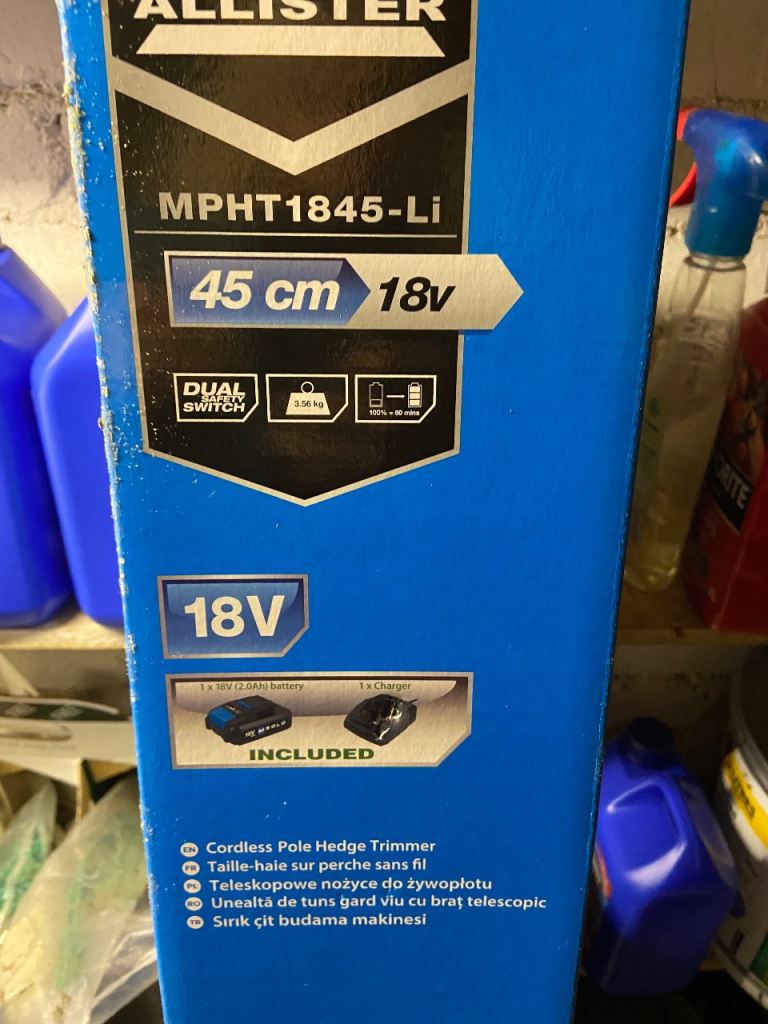 ALLISTER
MPHT1845-Li
45 cm 18v
DUAL
SAFETY
SWITCH
3.56 kg
100% = 60 mins
18V
1 x 18V (2.0Ah) battery 1 x Charger
18V SOLO
INCLUDED
EN Cordless Pole Hedge Trimmer
FR Taille-haie sur perche sans fil
PL Teleskopowe nożyce do żywopłotu
RO Unealtă de tuns gard viu cu braț telescopic
TR Sırık çit budama makinesi